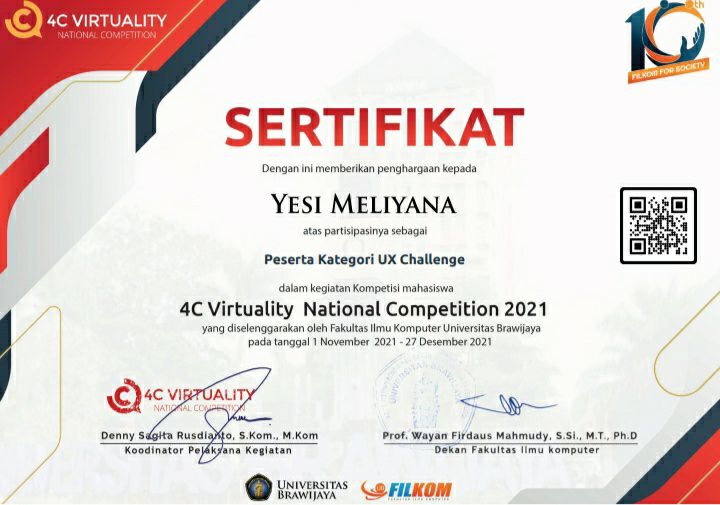 4C VIRTUALITY
NATIONAL COMPETITION
10th
FILKOM FOR SOCIETY
SERTIFIKAT
Dengan ini memberikan penghargaan kepada
YESI MELIYANA
atas partisipasinya sebagai
Peserta Kategori UX Challenge
dalam kegiatan Kompetisi mahasiswa
4C Virtuality National Competition 2021
yang diselenggarakan oleh Fakultas Ilmu Komputer Universitas Brawijaya
pada tanggal 1 November 2021 - 27 Desember 2021
4C VIRTUALITY
NATIONAL COMPETITION
Denny Sagita Rusdianto, S.Kom., M.Kom
Koodinator Pelaksana Kegiatan
Prof. Wayan Firdaus Mahmudy, S.Si., M.T., Ph.D
Dekan Fakultas Ilmu komputer
UNIVERSITAS
BRAWIJAYA
FILKOM